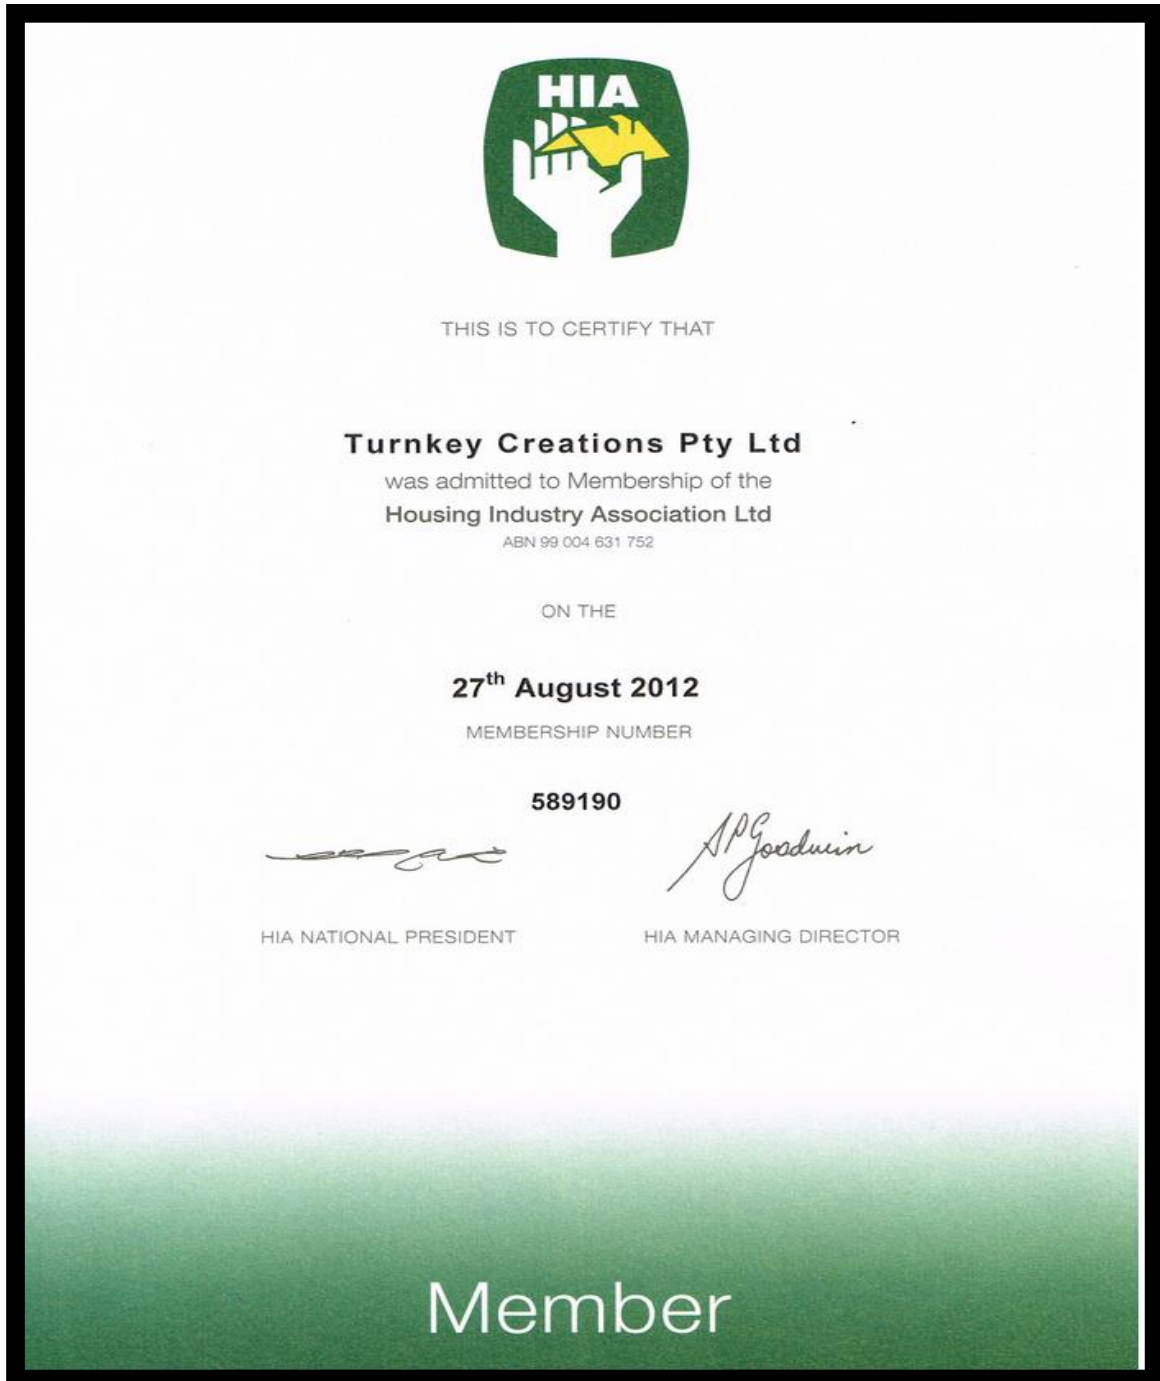 HIA
THIS IS TO CERTIFY THAT
Turnkey Creations Pty Ltd
was admitted to Membership of the
Housing Industry Association Ltd
ABN 99 004 631 752
ON THE
27th August 2012
MEMBERSHIP NUMBER
589190
SPGoodwin
HIA NATIONAL PRESIDENT HIA MANAGING DIRECTOR
Member